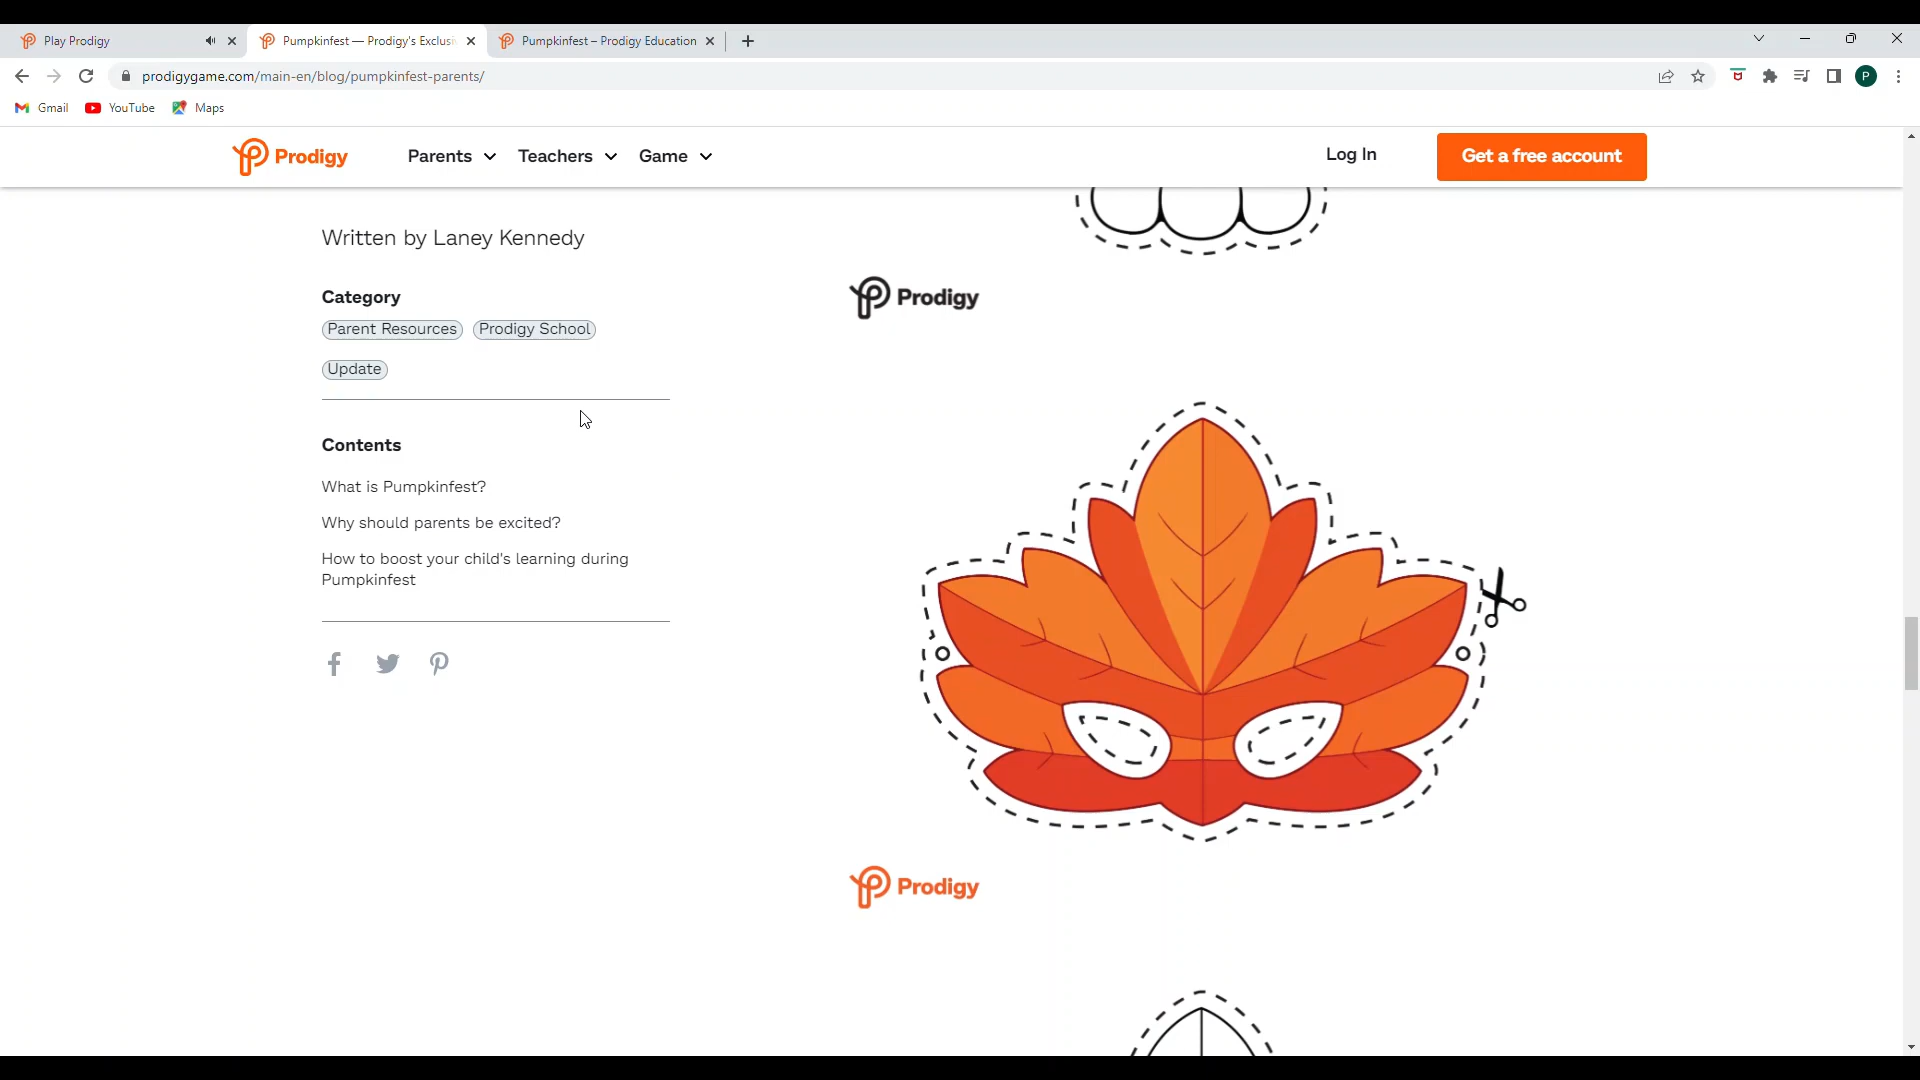 Play Prodigy
Pumpkinfest — Prodigy's Exclusi
Pumpkinfest – Prodigy Education
prodigygame.com/main-en/blog/pumpkinfest-parents/
P
Gmail
YouTube
Maps
Prodigy
Parents
Teachers
Game
Log In
Get a free account
Written by Laney Kennedy
Category
Parent Resources
Prodigy School
Update
Contents
What is Pumpkinfest?
Why should parents be excited?
How to boost your child's learning during
Pumpkinfest
Prodigy
Prodigy